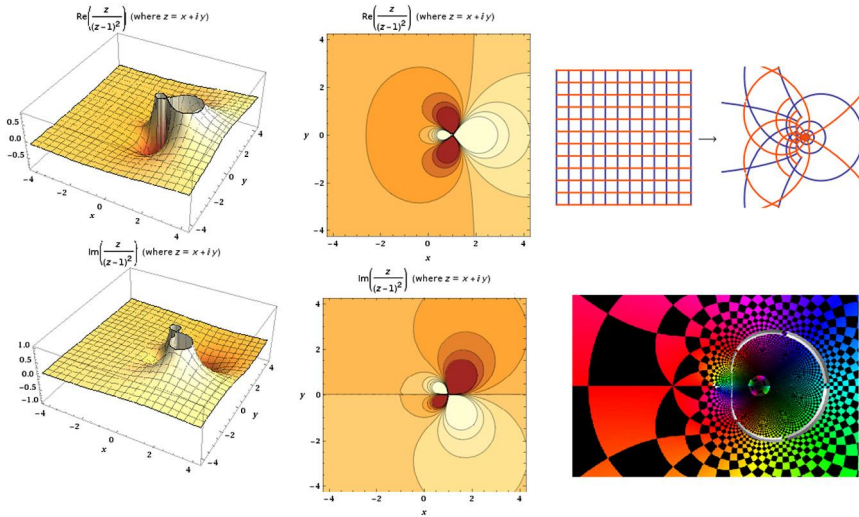 Re(z/(z-1)^2) (where z = x + i y)
0.5
0.0
-0.5
-4
-2
0
2
4
x
-4
-2
0
2
4
y
Re(z/(z-1)^2) (where z = x + i y)
4
2
y 0
-2
-4
-4 -2 0 2 4
x
→
Im(z/(z-1)^2) (where z = x + i y)
1.0
0.5
0.0
-0.5
-1.0
-4
-2
0
2
4
x
-4
-2
0
2
4
y
Im(z/(z-1)^2) (where z = x + i y)
4
2
y 0
-2
-4
-4 -2 0 2 4
x